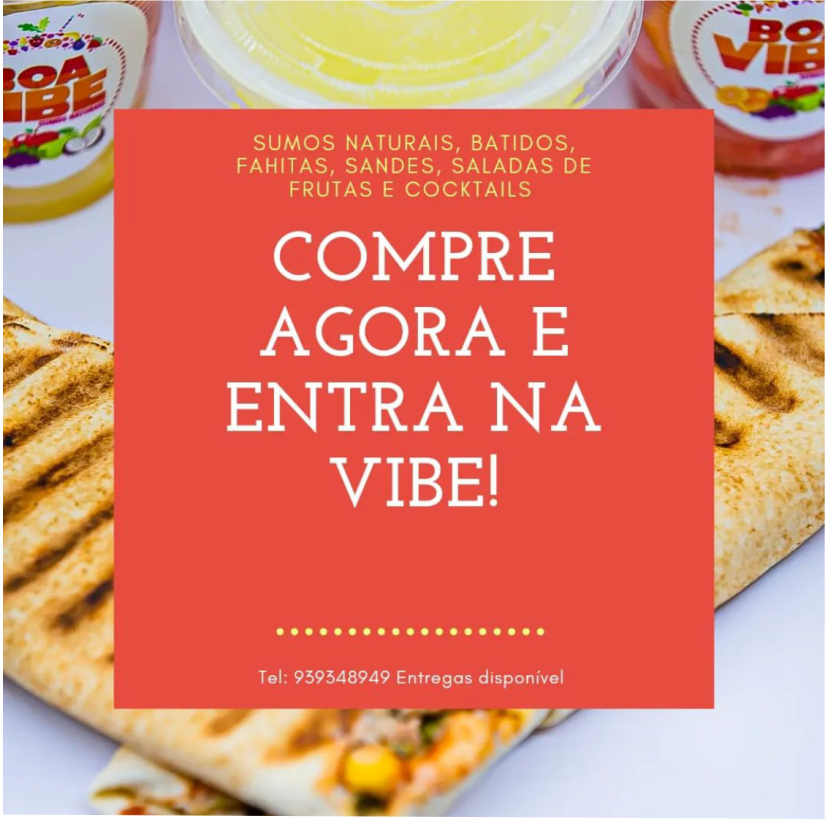 BOA
VIBE
BOA
VIBE
SUMOS NATURAIS, BATIDOS,
FAHITAS, SANDES, SALADAS DE
FRUTAS E COCKTAILS
COMPRE
AGORA E
ENTRA NA
VIBE!
Tel: 939348949 Entregas disponível